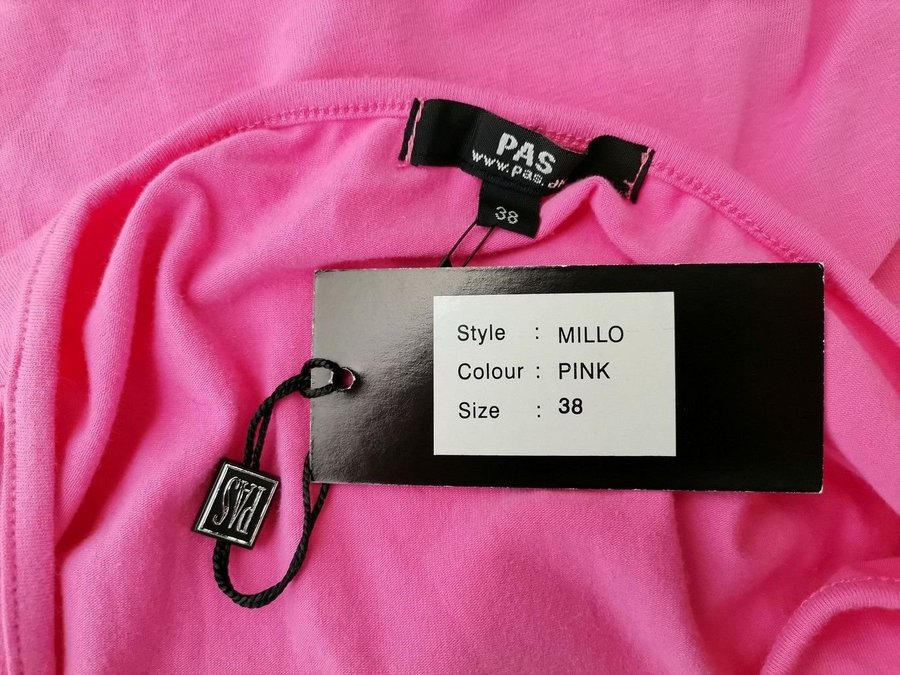 PAS
www.pas.
38
Style : MILLO
Colour : PINK
Size : 38
PAS